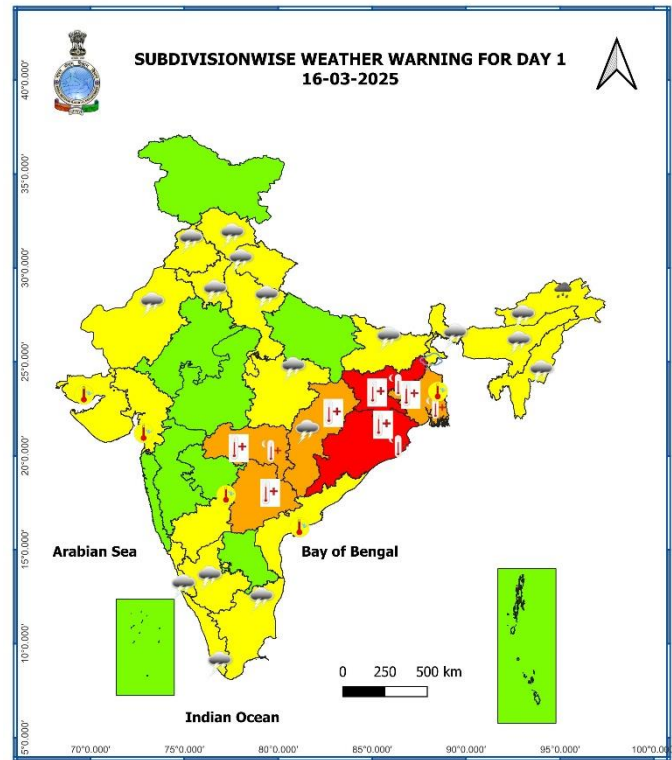 SUBDIVISIONWISE WEATHER WARNING FOR DAY 1
16-03-2025
40°0.000'
35°0.000'
30°0.000'
25°0.000'
20°0.000'
15°0.000'
10°0.000'
5°0.000'
Arabian Sea
Bay of Bengal
0 250 500 km
Indian Ocean
70°0.000' 75°0.000' 80°0.000' 85°0.000' 90°0.000' 95°0.000'